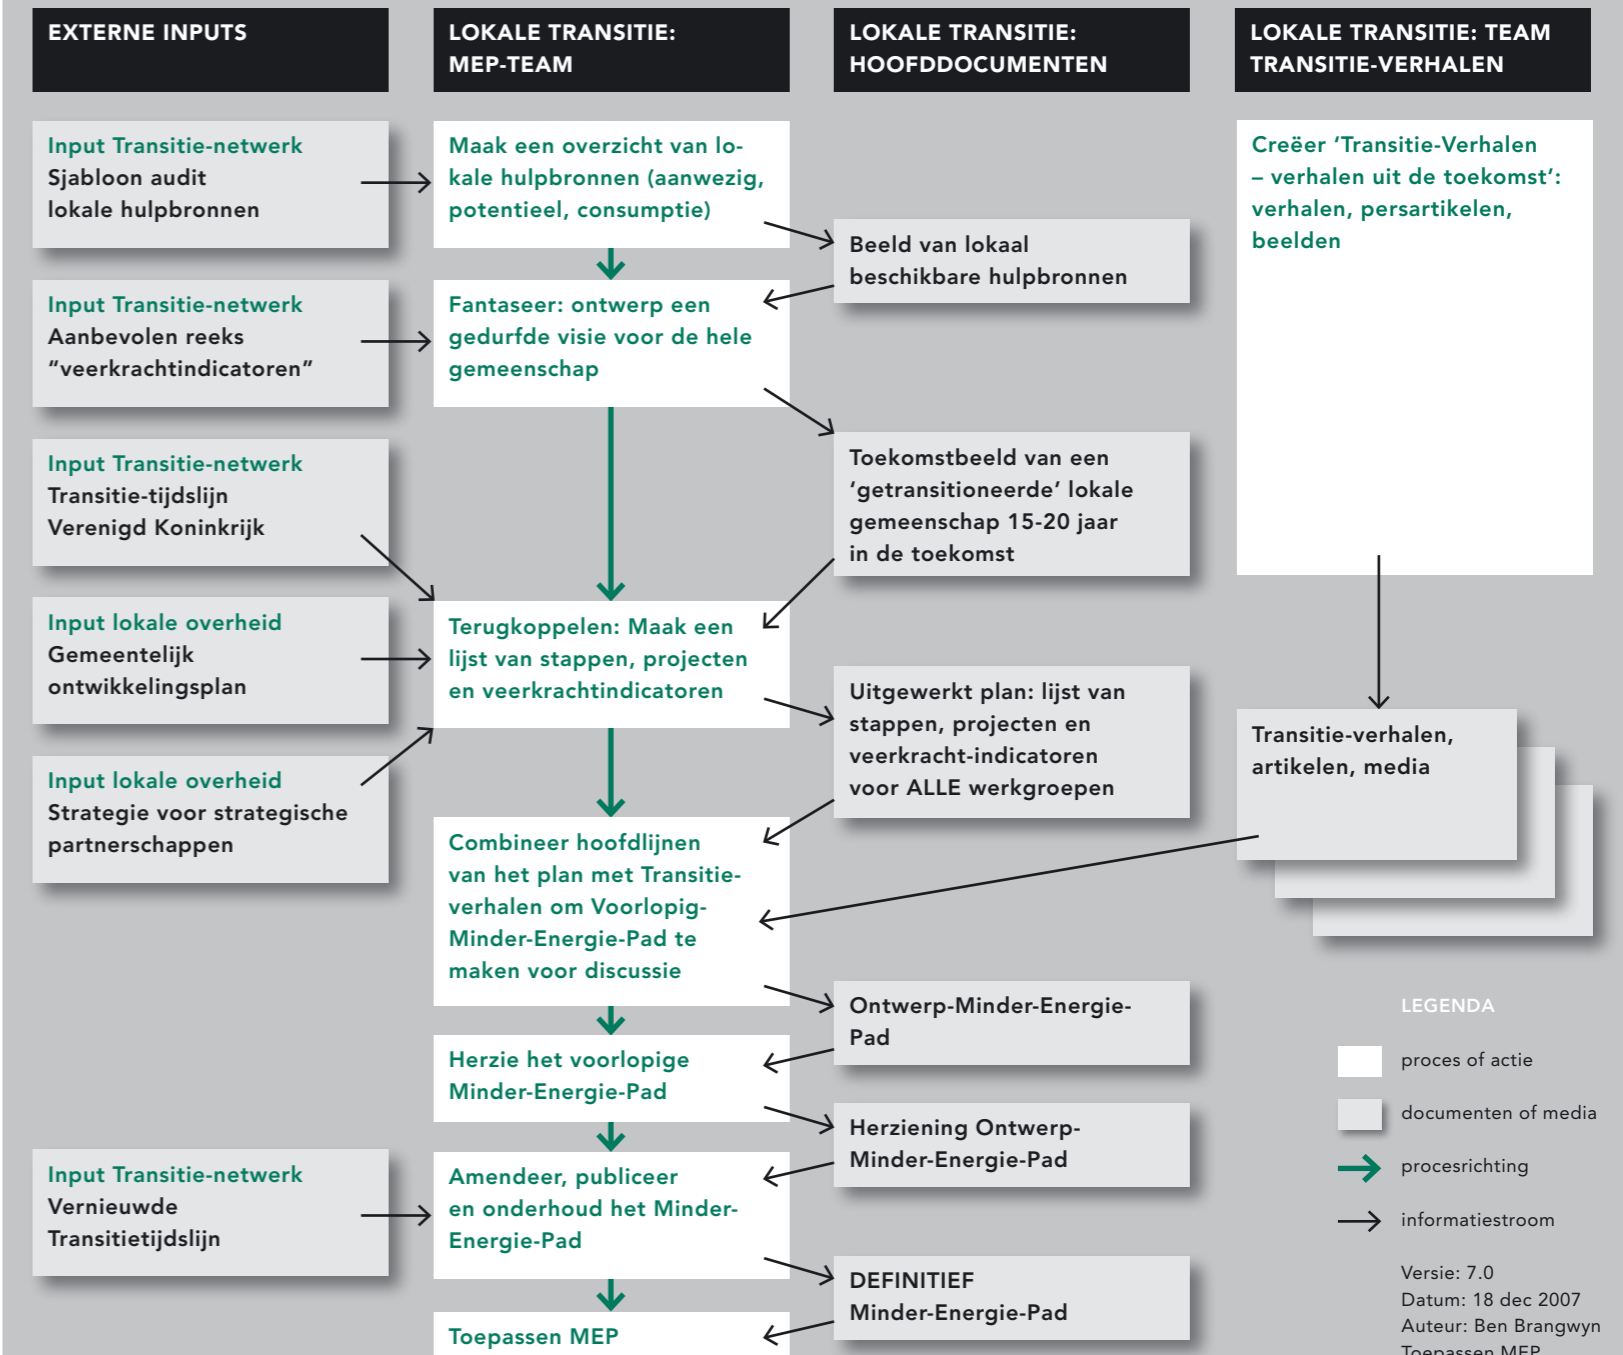 EXTERNE INPUTS
LOKALE TRANSITIE:
MEP-TEAM
LOKALE TRANSITIE:
HOOFDDOCUMENTEN
LOKALE TRANSITIE: TEAM
TRANSITIE-VERHALEN
Input Transitie-netwerk
Sjabloon audit
lokale hulpbronnen
Input Transitie-netwerk
Aanbevolen reeks
“veerkrachtindicatoren”
Input Transitie-netwerk
Transitie-tijdslijn
Verenigd Koninkrijk
Input lokale overheid
Gemeentelijk
ontwikkelingsplan
Input lokale overheid
Strategie voor strategische
partnerschappen
Input Transitie-netwerk
Vernieuwde
Transitietijdslijn
Maak een overzicht van lo-
kale hulpbronnen (aanwezig,
potentieel, consumptie)
Fantaseer: ontwerp een
gedurfde visie voor de hele
gemeenschap
Terugkoppelen: Maak een
lijst van stappen, projecten
en veerkrachtindicatoren
Combineer hoofdlijnen
van het plan met Transitie-
verhalen om Voorlopig-
Minder-Energie-Pad te
maken voor discussie
Herzie het voorlopige
Minder-Energie-Pad
Amendeer, publiceer
en onderhoud het Minder-
Energie-Pad
Toepassen MEP
Beeld van lokaal
beschikbare hulpbronnen
Toekomstbeeld van een
‘getransitioneerde’ lokale
gemeenschap 15-20 jaar
in de toekomst
Uitgewerkt plan: lijst van
stappen, projecten en
veerkracht-indicatoren
voor ALLE werkgroepen
Ontwerp-Minder-Energie-
Pad
Herziening Ontwerp-
Minder-Energie-Pad
DEFINITIEF
Minder-Energie-Pad
Creëer ‘Transitie-Verhalen
– verhalen uit de toekomst’:
verhalen, persartikelen,
beelden
Transitie-verhalen,
artikelen, media
LEGENDA
proces of actie
documenten of media
procesrichting
informatiestroom
Versie: 7.0
Datum: 18 dec 2007
Auteur: Ben Brangwyn
Toepassen MEP